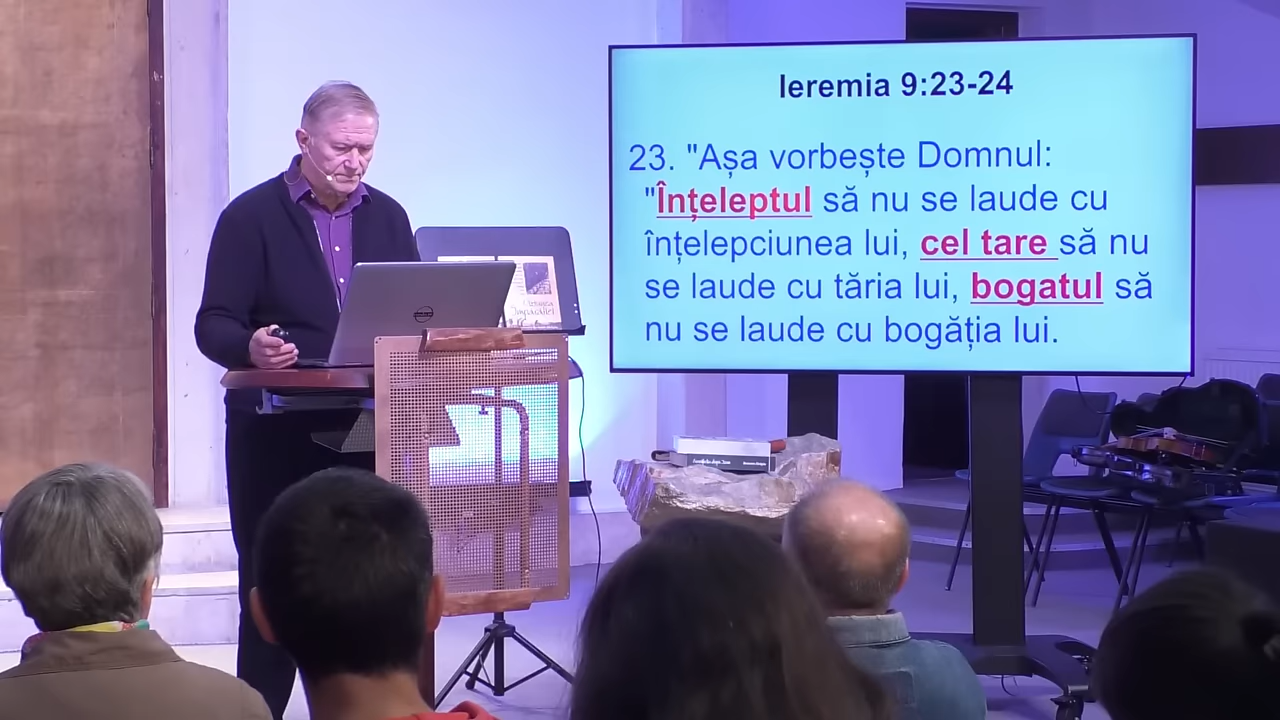 Ieremia 9:23-24
23. "Așa vorbește Domnul:
"Înțeleptul să nu se laude cu
înțelepciunea lui, cel tare să nu
se laude cu tăria lui, bogatul să
nu se laude cu bogăția lui.